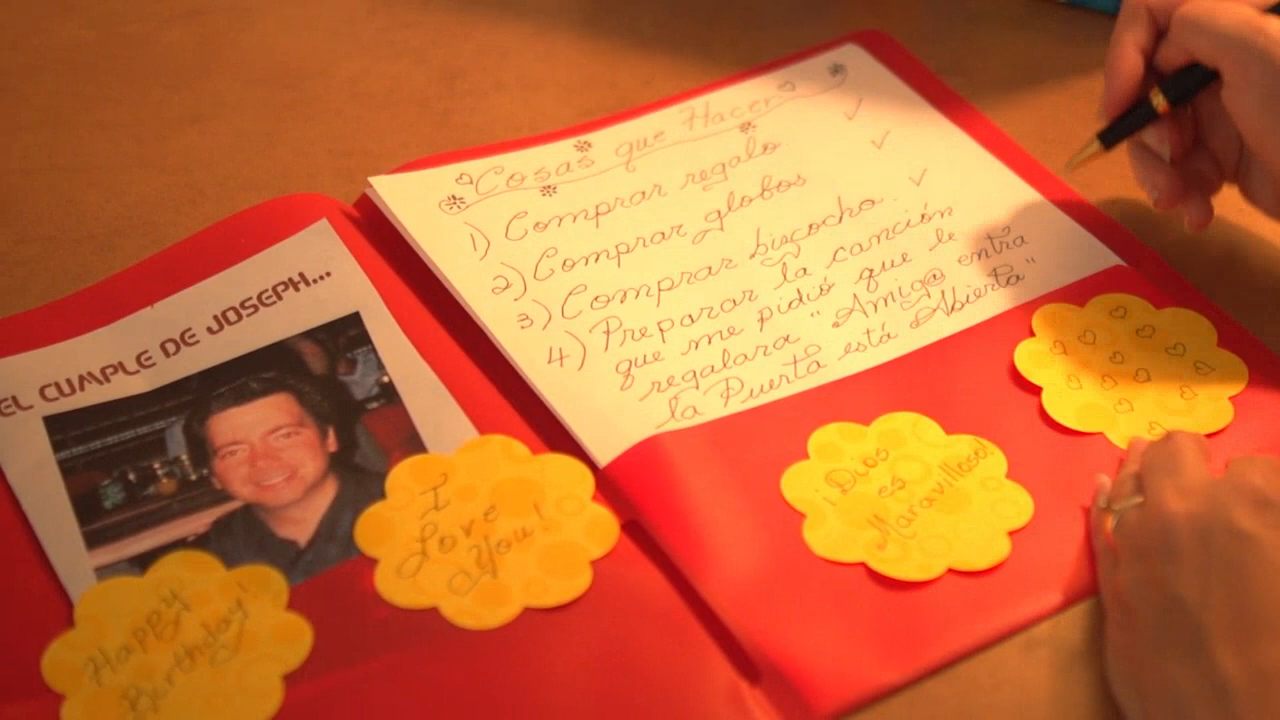 EL CUMPLE DE JOSEPH...
Happy
Birthday!
I
Love
You!
Cosas que Hacer
1) Comprar regalo
2) Comprar globos
3) Comprar biscocho
4) Preparar la canción
que me pidió que le
regalara "Amig@ entra
la Puerta está Abierta"
¡Dios
es
Maravilloso!